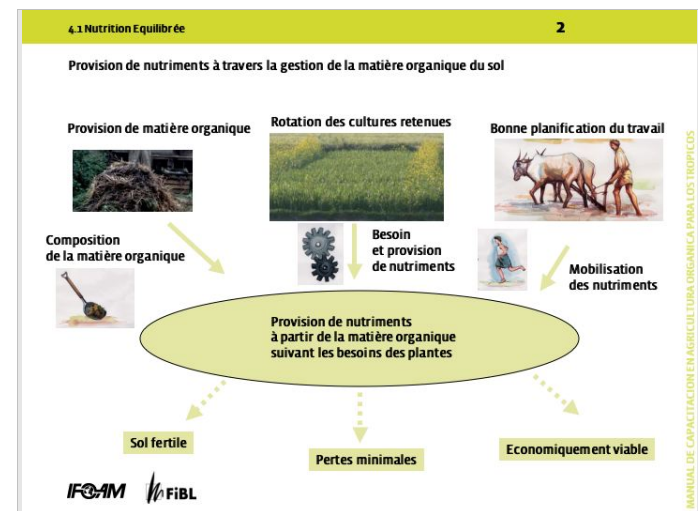 4.1 Nutrition Equilibrée
2
Provision de nutriments à travers la gestion de la matière organique du sol
Provision de matière organique
Rotation des cultures retenues
Bonne planification du travail
Composition
de la matière organique
Besoin
et provision
de nutriments
Mobilisation
des nutriments
Provision de nutriments
à partir de la matière organique
suivant les besoins des plantes
Sol fertile
Pertes minimales
Economiquement viable
IFOAM
FiBL
MANUAL DE CAPACITACION EN AGRICULTURA ORGANICA PARA LOS TROPICOS